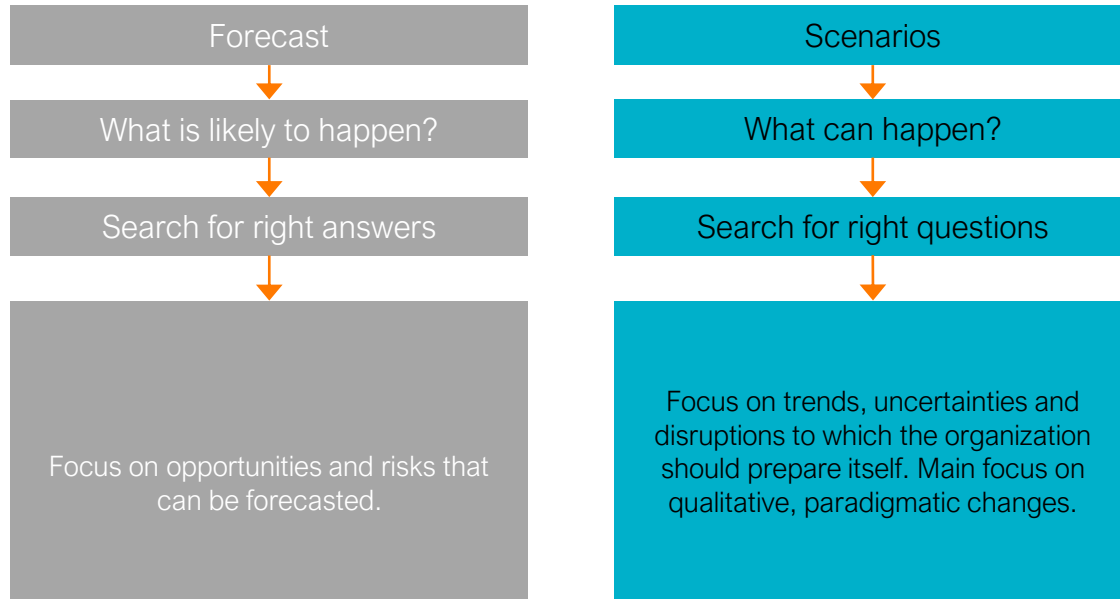 Forecast
What is likely to happen?
Search for right answers
Focus on opportunities and risks that
can be forecasted.
Scenarios
What can happen?
Search for right questions
Focus on trends, uncertainties and
disruptions to which the organization
should prepare itself. Main focus on
qualitative, paradigmatic changes.